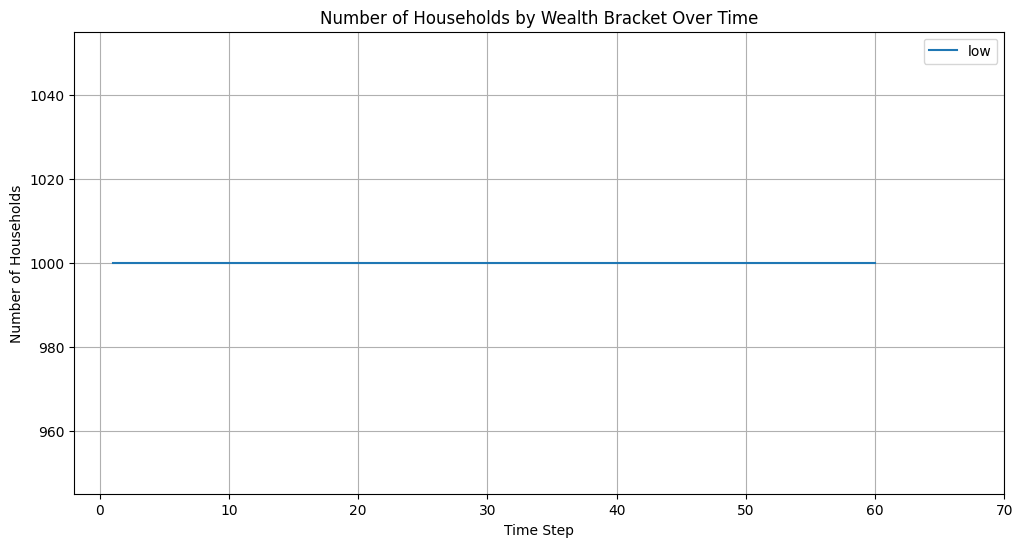 Number of Households by Wealth Bracket Over Time
low
1040
1020
1000
980
960
Number of Households
0 10 20 30 40 50 60 70
Time Step